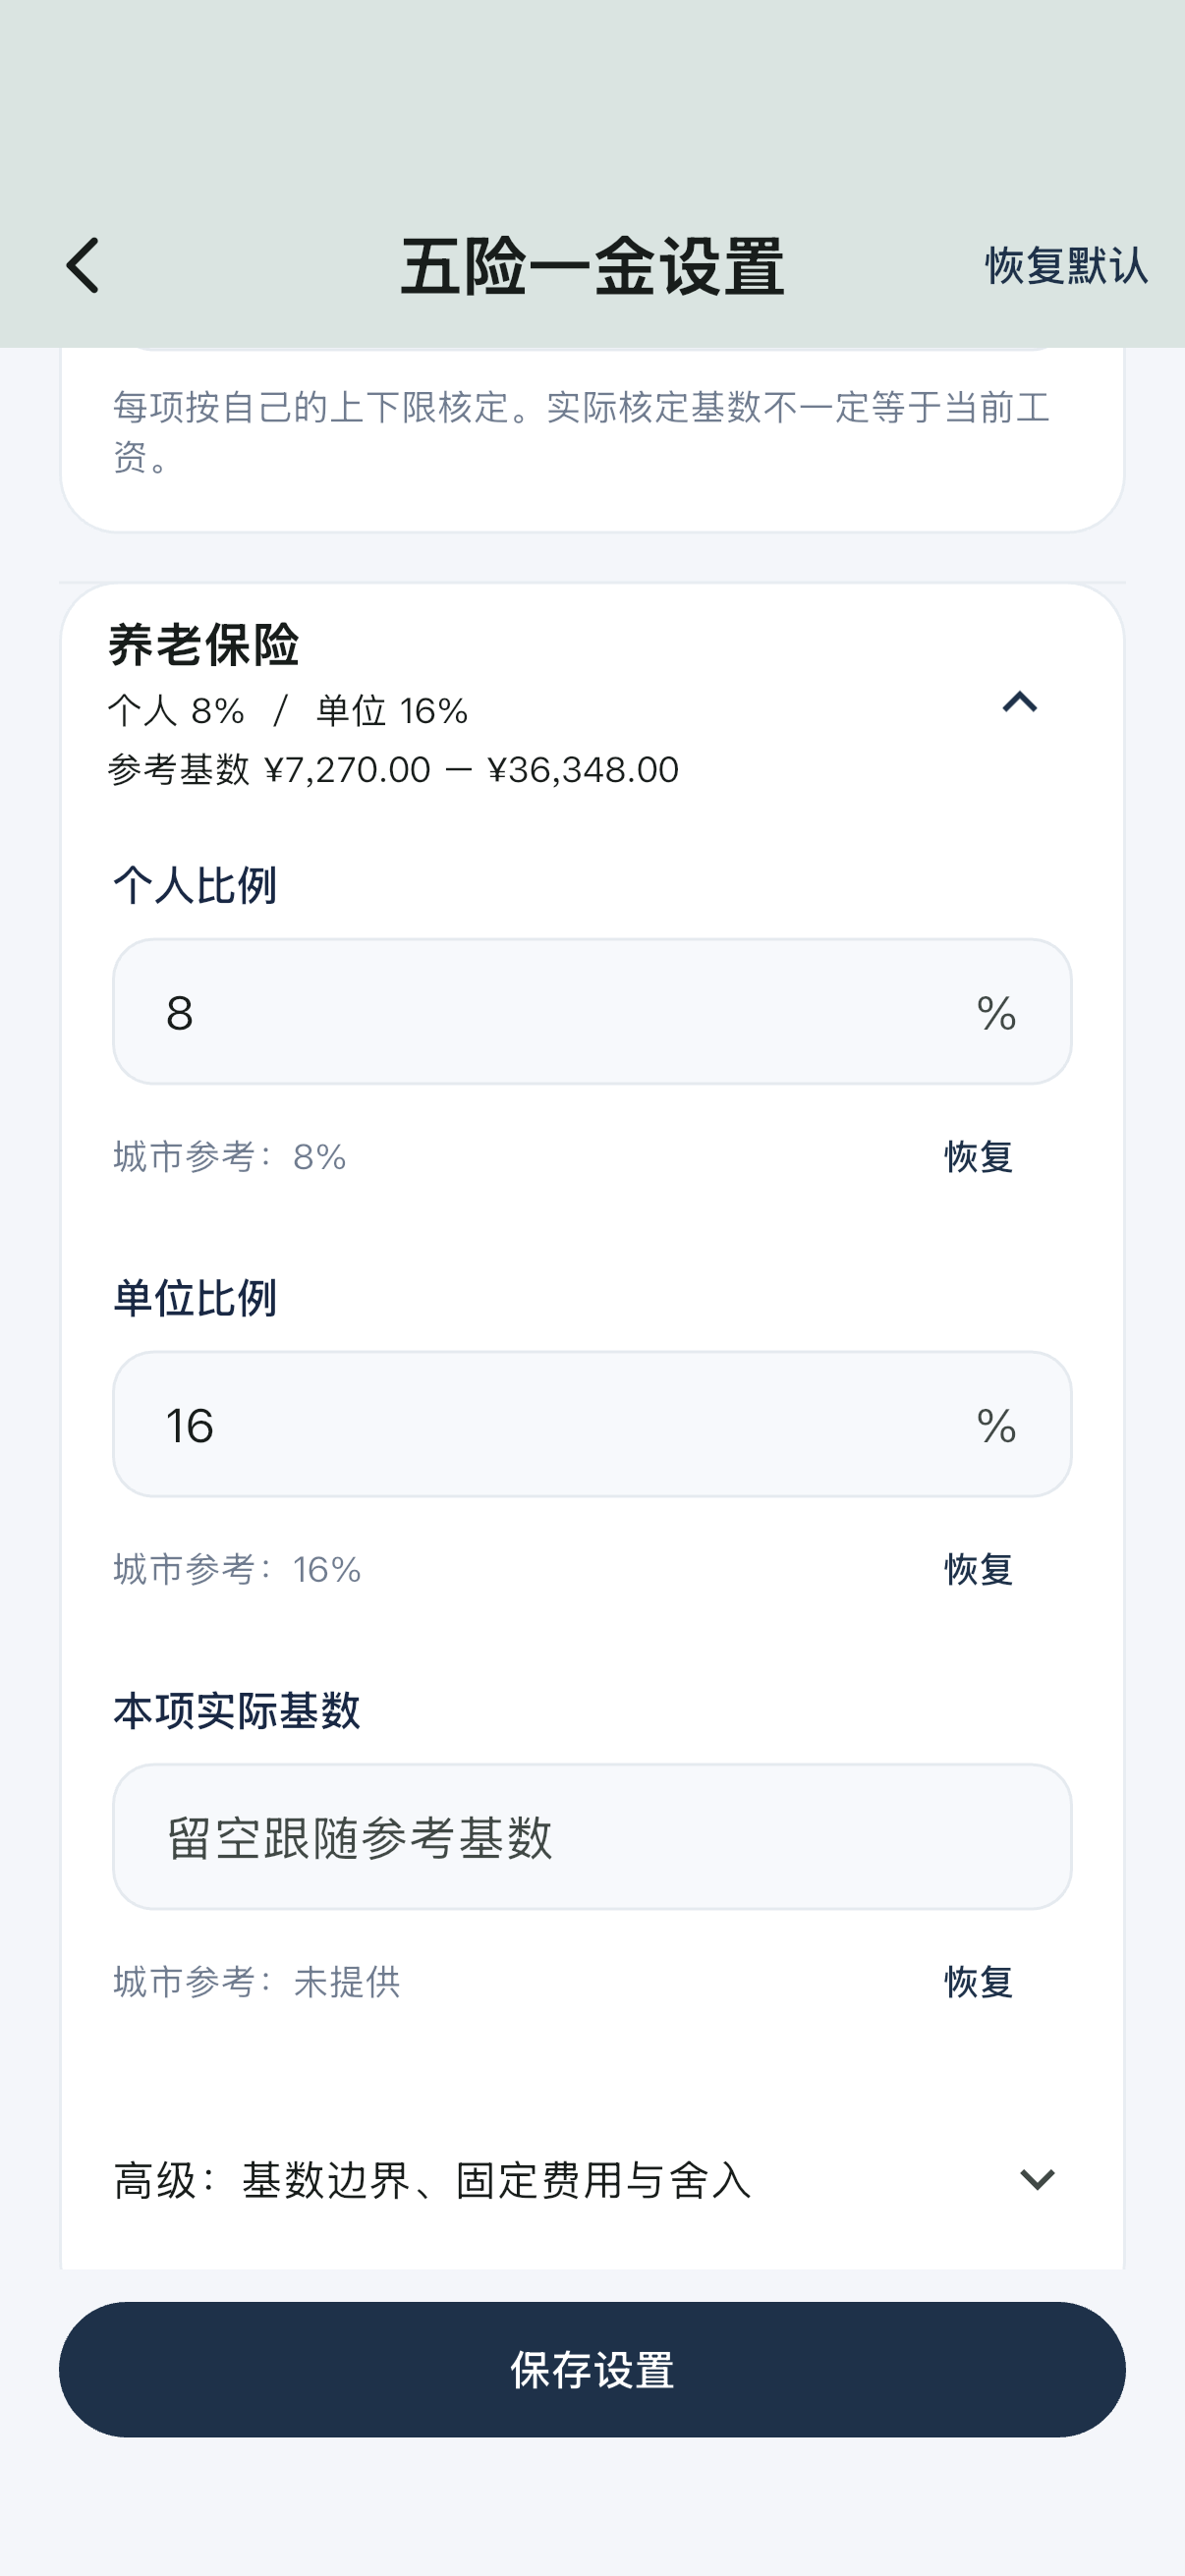 五险一金设置
恢复默认
每项按自己的上下限核定。实际核定基数不一定等于当前工
资。
养老保险
个人 8% / 单位 16%
参考基数 ¥7,270.00 — ¥36,348.00
个人比例
8 %
城市参考：8% 恢复
单位比例
16 %
城市参考：16% 恢复
本项实际基数
留空跟随参考基数
城市参考：未提供 恢复
高级：基数边界、固定费用与舍入
保存设置